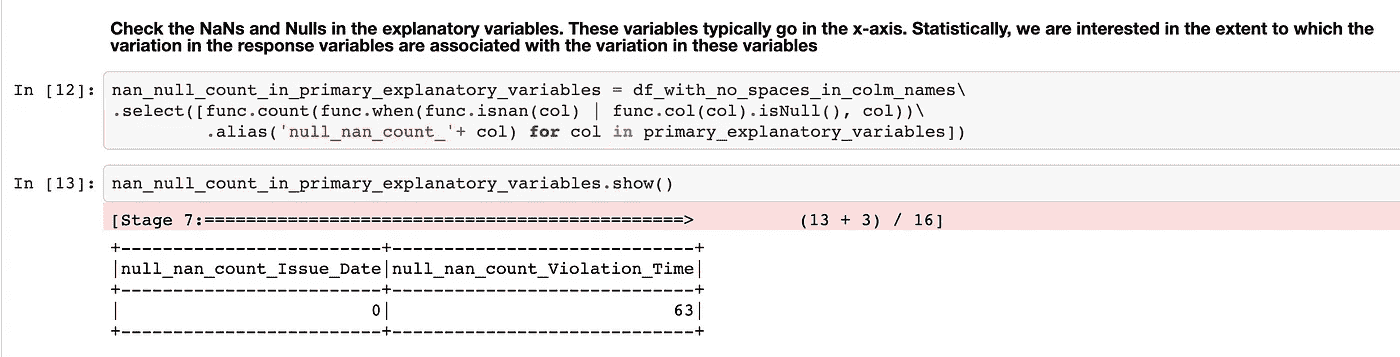 Check the NaNs and Nulls in the explanatory variables. These variables typically go in the x-axis. Statistically, we are interested in the extent to which the
variation in the response variables are associated with the variation in these variables
In [12]: nan_null_count_in_primary_explanatory_variables = df_with_no_spaces_in_colm_names\
.select([func.count(func.when(func.isnan(col) | func.col(col).isNull(), col))\
.alias('null_nan_count_'+ col) for col in primary_explanatory_variables])
In [13]: nan_null_count_in_primary_explanatory_variables.show()
[Stage 7:==============================================> (13 + 3) / 16]
+-------------------------+-----------------------------+
|null_nan_count_Issue_Date|null_nan_count_Violation_Time|
+-------------------------+-----------------------------+
|                        0|                           63|
+-------------------------+-----------------------------+